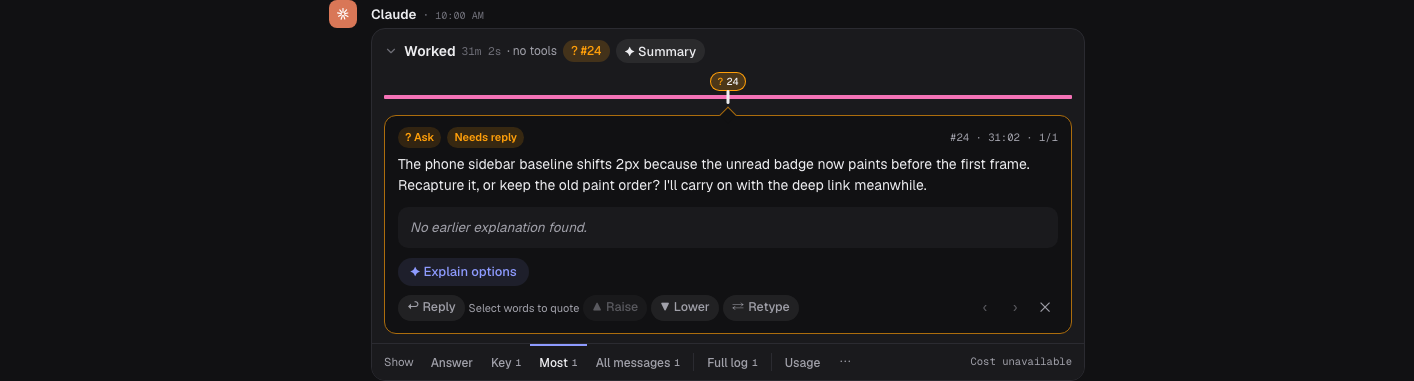 Claude · 10:00 AM
Worked 31m 2s · no tools ? #24 Summary
? 24
? Ask Needs reply #24 · 31:02 · 1/1
The phone sidebar baseline shifts 2px because the unread badge now paints before the first frame.
Recapture it, or keep the old paint order? I'll carry on with the deep link meanwhile.
No earlier explanation found.
Explain options
Reply Select words to quote Raise Lower Retype
Show Answer Key 1 Most 1 All messages 1 Full log 1 Usage ··· Cost unavailable